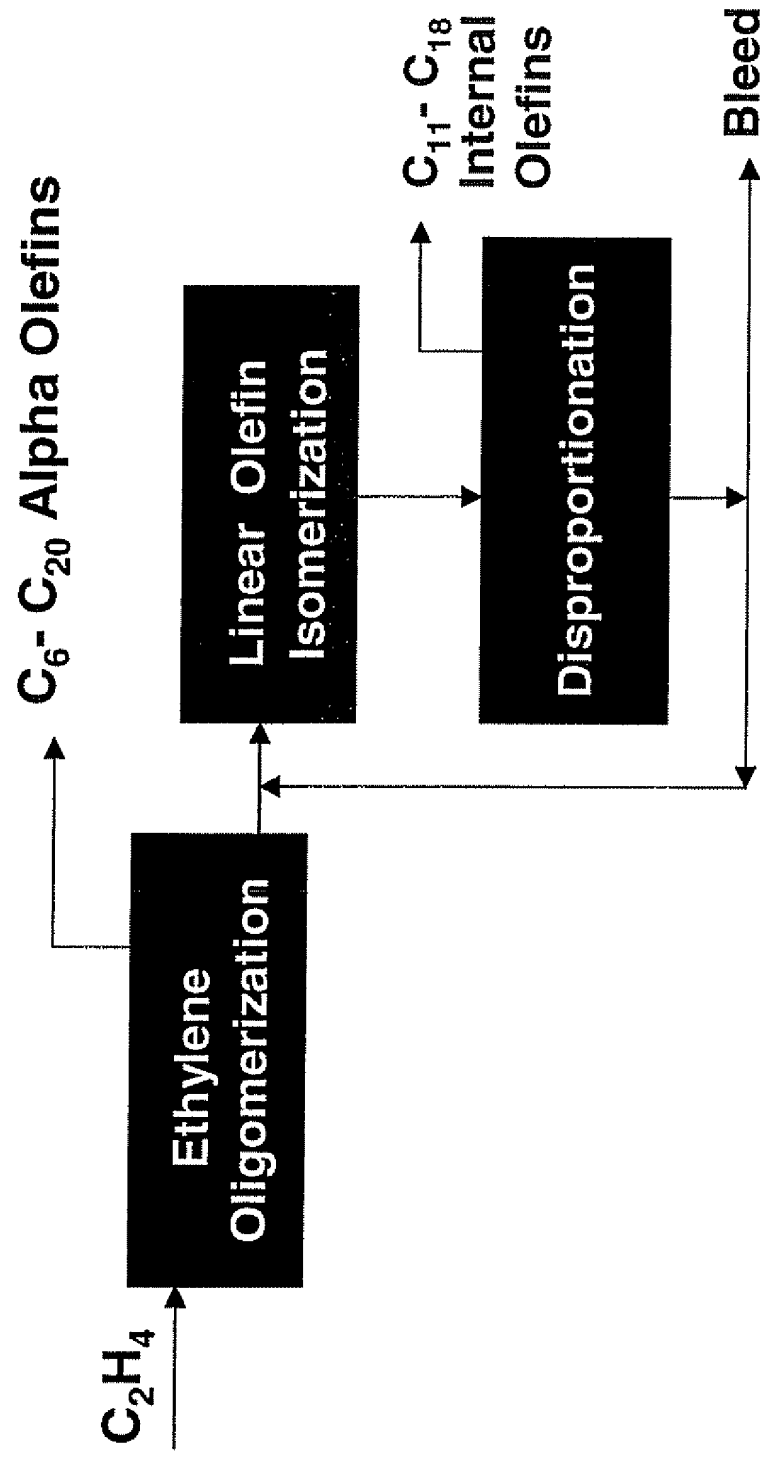 C₂H₄
Ethylene
Oligomerization
C₆- C₂₀ Alpha Olefins
Linear Olefin
Isomerization
Disproportionation
C₁₁- C₁₈
Internal
Olefins
Bleed